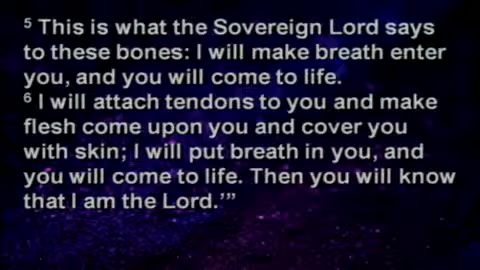 ⁵ This is what the Sovereign Lord says
to these bones: I will make breath enter
you, and you will come to life.
⁶ I will attach tendons to you and make
flesh come upon you and cover you
with skin; I will put breath in you, and
you will come to life. Then you will know
that I am the Lord.’”